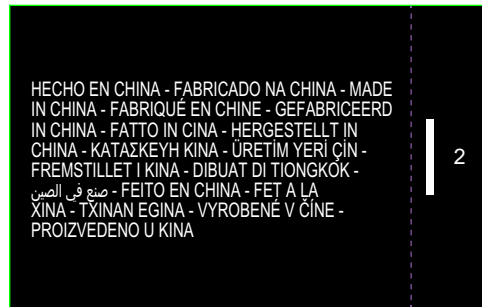 HECHO EN CHINA - FABRICADO NA CHINA - MADE
IN CHINA - FABRIQUÉ EN CHINE - GEFABRICEERD
IN CHINA - FATTO IN CINA - HERGESTELLT IN
CHINA - ΚΑΤΑΣΚΕΥΗ ΚΙΝΑ - ÜRETİM YERİ ÇİN -
FREMSTILLET I KINA - DIBUAT DI TIONGKOK -
صنع في الصين - FEITO EN CHINA - FET A LA
XINA - TXINAN EGINA - VYROBENÉ V ČÍNE -
PROIZVEDENO U KINA
2